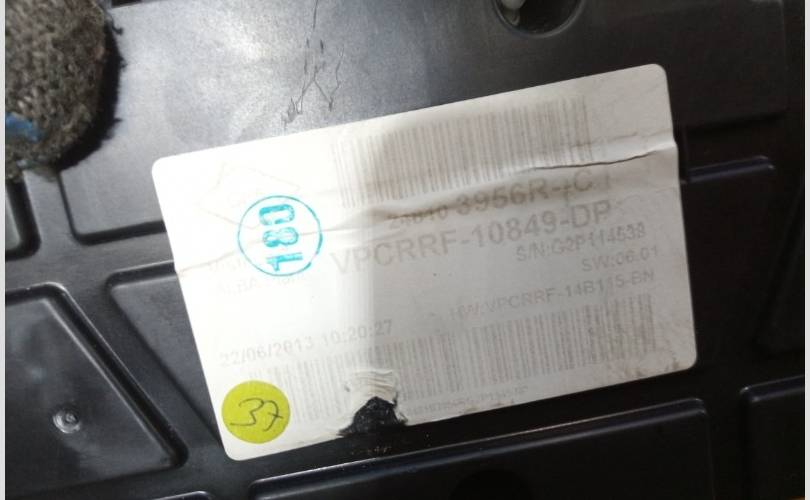 24810 3956R--C
VPCRRF-10849-DP
S/N:G2P114539
SW:06.01
HW:VPCRRF-14B115-BN
22/06/2013 10:20:27
180
37